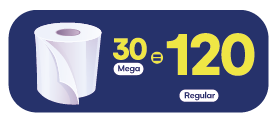 30 = 120
Mega
Regular